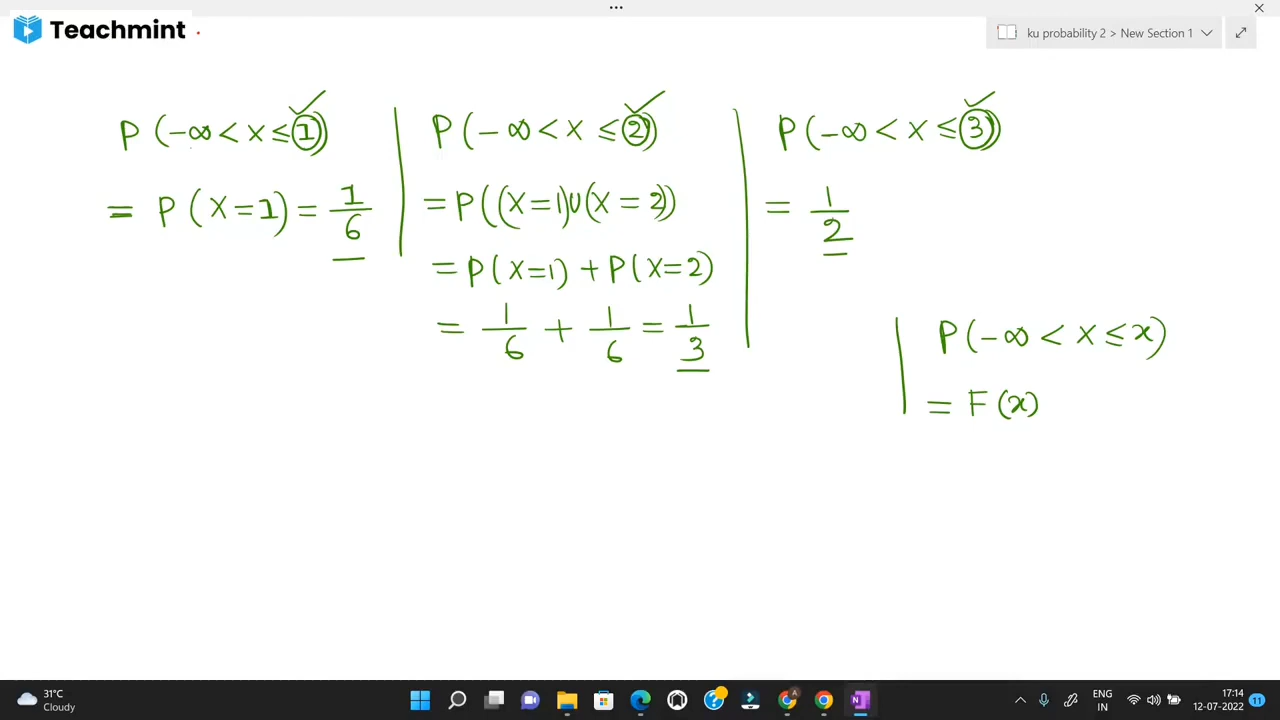 Teachmint
ku probability 2 > New Section 1
P(-∞ < X ≤ 1)
= P(X=1) = 1/6
P(-∞ < X ≤ 2)
= P((X=1)∪(X=2))
= P(X=1) + P(X=2)
= 1/6 + 1/6 = 1/3
P(-∞ < X ≤ 3)
= 1/2
P(-∞ < X ≤ x)
= F(x)
31°C
Cloudy
ENG
IN
17:14
12-07-2022
11